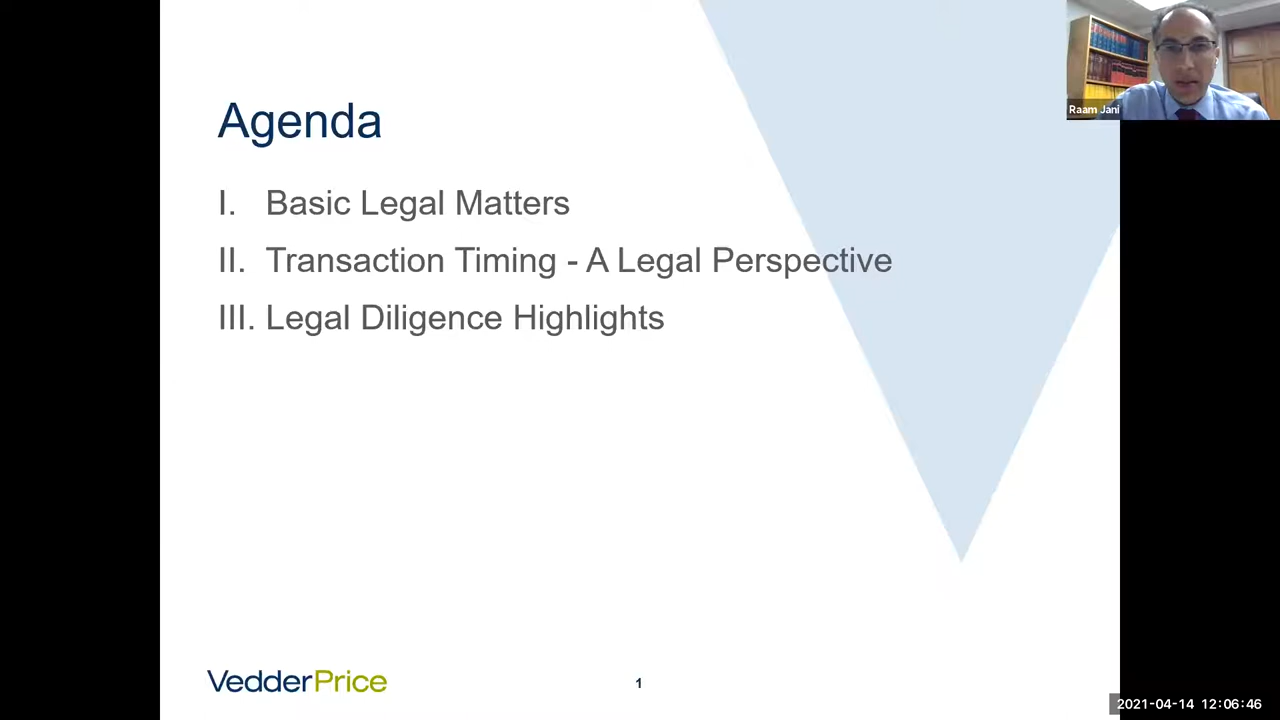 Agenda
I. Basic Legal Matters
II. Transaction Timing - A Legal Perspective
III. Legal Diligence Highlights
Raam Jani
VedderPrice
1
2021-04-14 12:06:46